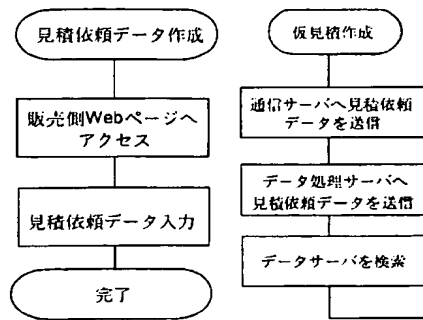 見積依頼データ作成
販売側Webページへ
アクセス
見積依頼データ入力
完了
仮見積作成
通信サーバへ見積依頼
データを送信
データ処理サーバへ
見積依頼データを送信
データサーバを検索